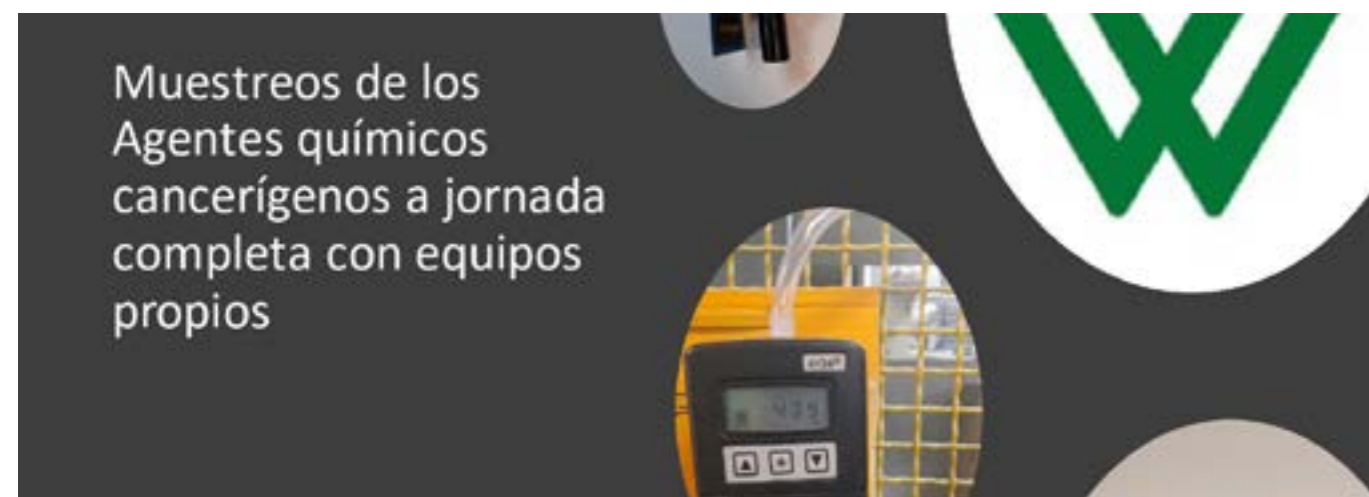 Muestreos de los
Agentes químicos
cancerígenos a jornada
completa con equipos
propios